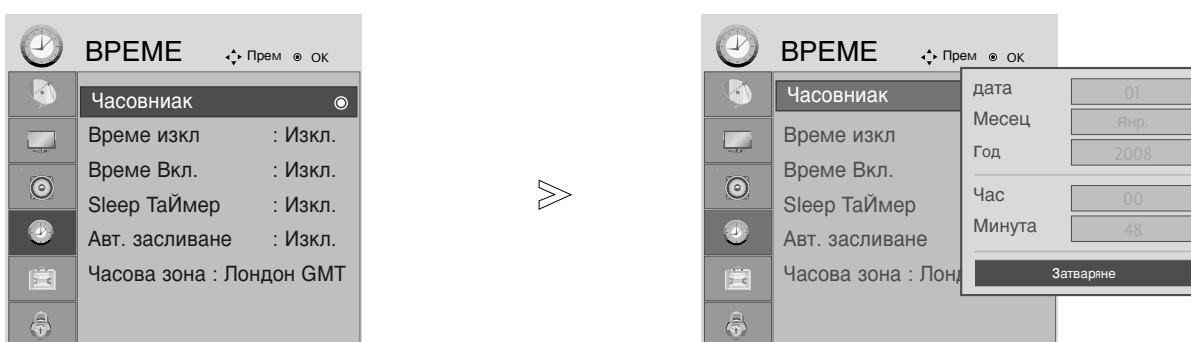 ВРЕМЕ Прем OK
Часовниак
Време изкл : Изкл.
Време Вкл. : Изкл.
Sleep ТаЙмер : Изкл.
Авт. засливане : Изкл.
Часова зона : Лондон GMT
ВРЕМЕ Прем OK
Часовниак
Време изкл
Време Вкл.
Sleep ТаЙмер
Авт. засливане
Часова зона : Лонд
дата 01
Месец Янр.
Год 2008
Час 00
Минута 48
Затваряне